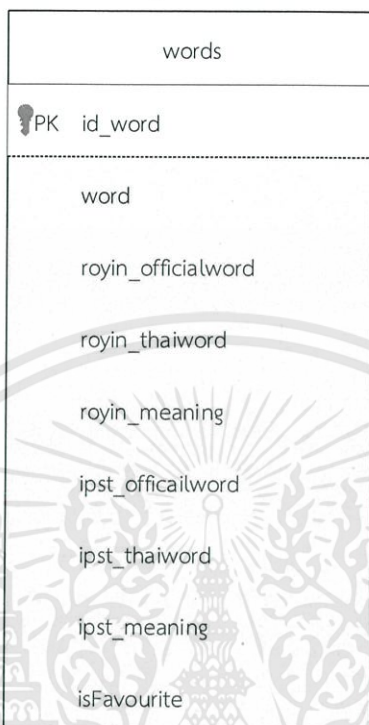 words
PK id_word
word
royin_officialword
royin_thaiword
royin_meaning
ipst_officailword
ipst_thaiword
ipst_meaning
isFavourite